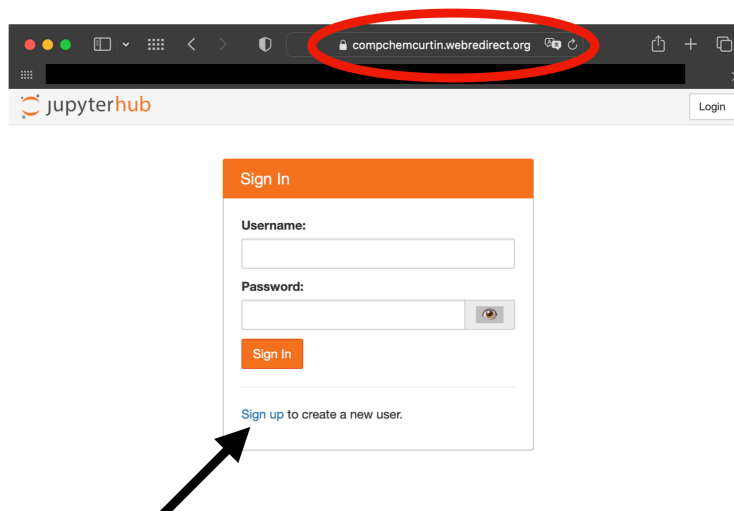 compchemcurtin.webredirect.org
jupyterhub
Login
Sign In
Username:
Password:
Sign In
Sign up to create a new user.